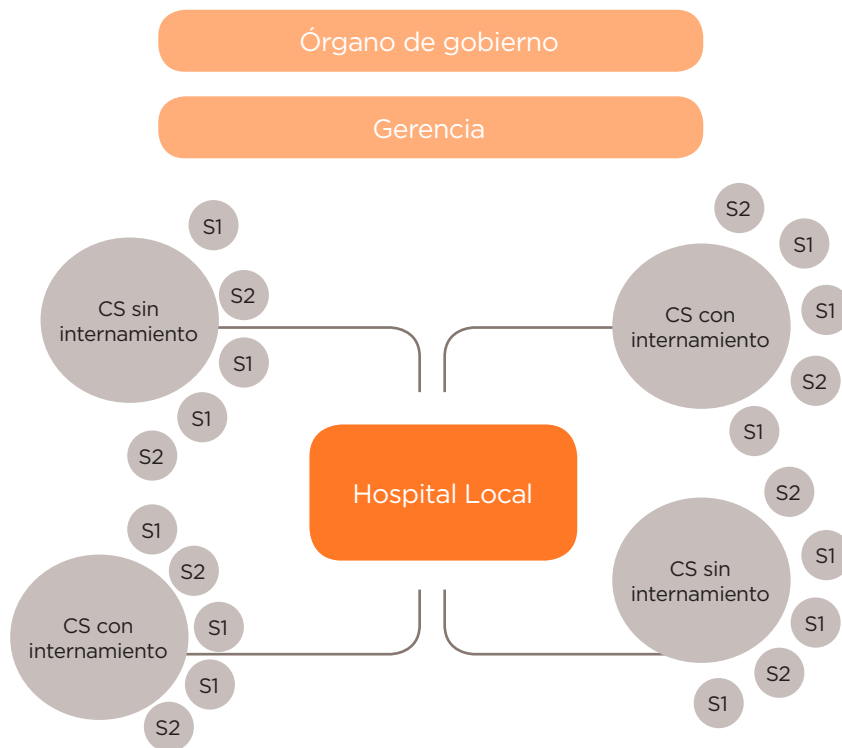 Órgano de gobierno
Gerencia
S1
S2
S1
S1
S2
CS sin
internamiento
S2
S1
S1
S2
S1
CS con
internamiento
Hospital Local
S1
S2
S1
S1
S2
CS con
internamiento
S2
S1
S1
S2
S1
CS sin
internamiento